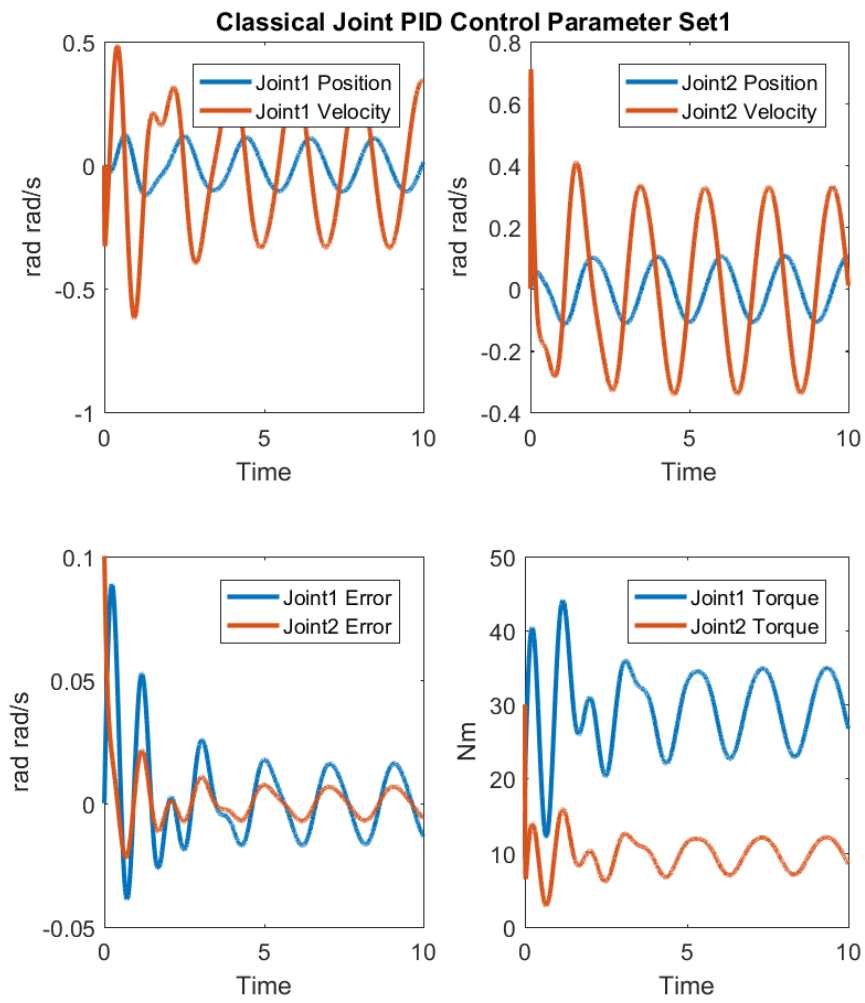 Classical Joint PID Control Parameter Set1
0.5
0
-0.5
-1
rad rad/s
Joint1 Position
Joint1 Velocity
0 5 10
Time
0.8
0.6
0.4
0.2
0
-0.2
-0.4
rad rad/s
Joint2 Position
Joint2 Velocity
0 5 10
Time
0.1
0.05
0
-0.05
rad rad/s
Joint1 Error
Joint2 Error
0 5 10
Time
50
40
30
20
10
0
Nm
Joint1 Torque
Joint2 Torque
0 5 10
Time